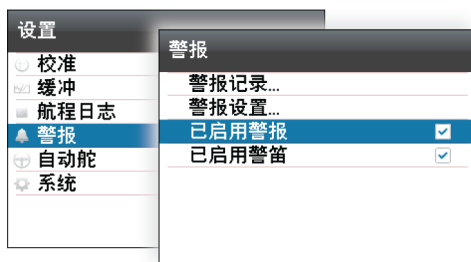 设置
校准
缓冲
航程日志
警报
自动舵
系统
警报
警报记录...
警报设置...
已启用警报
已启用警笛